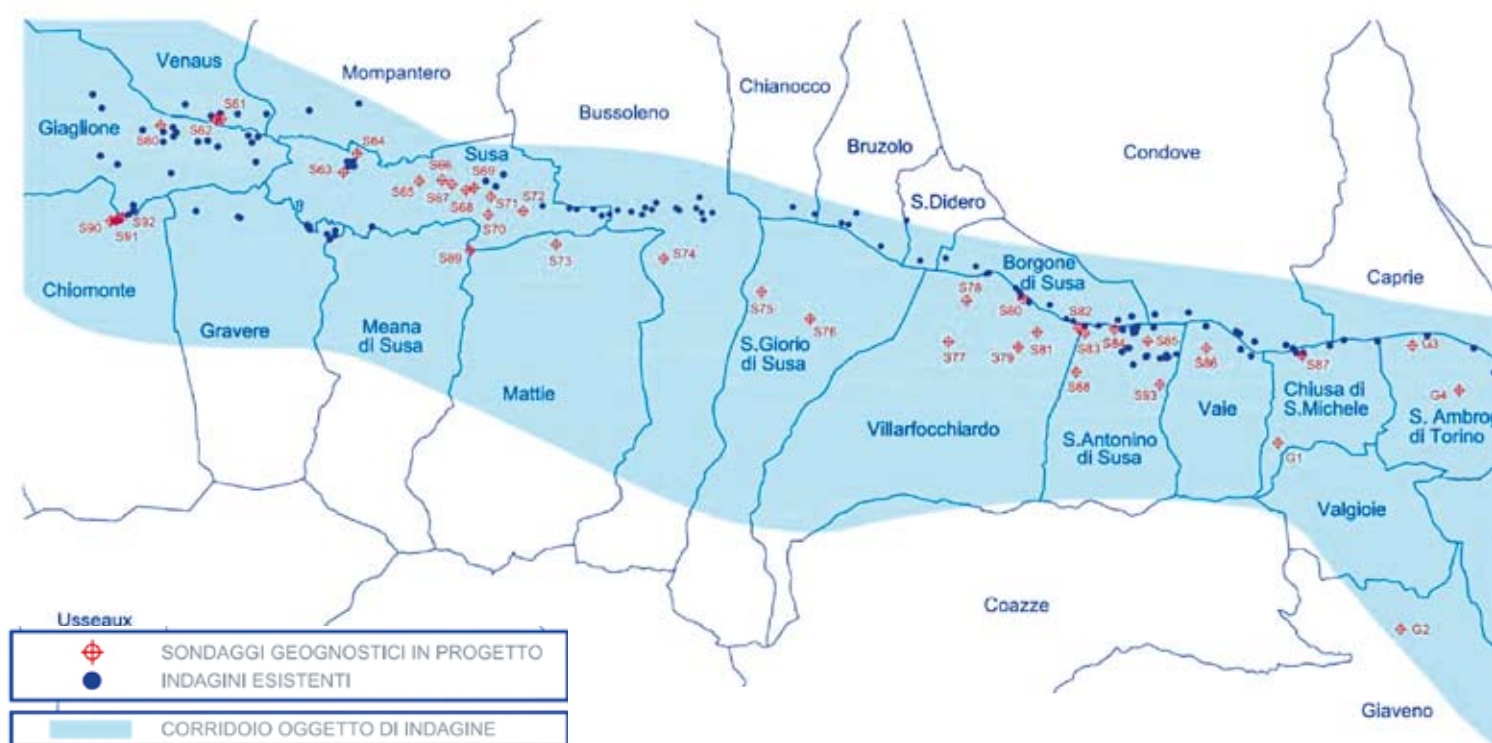 Venaus
Mompantero
Chianocco
Bussoleno
Giaglione
S61
S62
S60
Bruzolo
Condove
S64
S63
Susa
S65
S66
S67
S68
S69
S70
S71
S72
S.Didero
S90
S91
S92
8
S89
S73
S74
Chiomonte
Gravere
Meana
di Susa
Mattie
S75
S76
S.Giorio
di Susa
Borgone
di Susa
Caprie
S78
S80
S77
S79
S81
S82
S83
S84
S85
S86
S87
S88
S93
G3
G4
Villarfocchiardo
S.Antonino
di Susa
Vaie
Chiusa di
S.Michele
S. Ambrog
di Torino
G1
Valgioie
Coazze
G2
Giaveno
Usseaux
SONDAGGI GEOGNOSTICI IN PROGETTO
INDAGINI ESISTENTI
CORRIDOIO OGGETTO DI INDAGINE